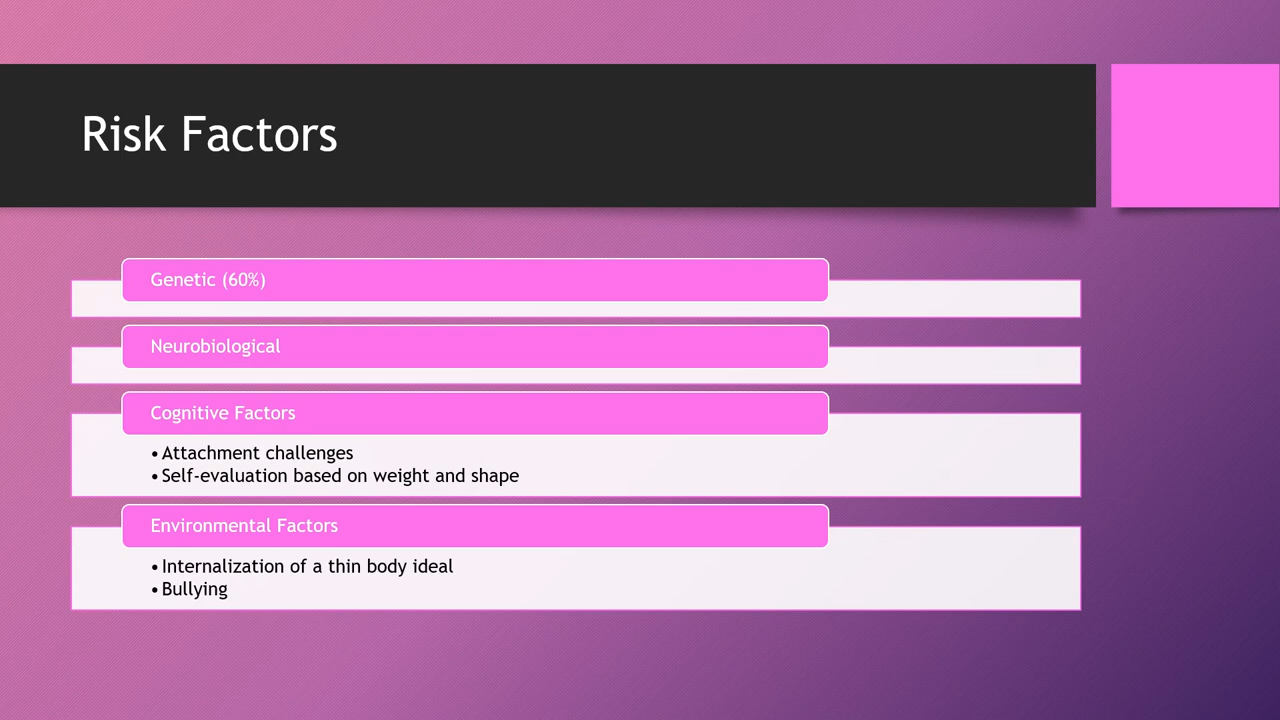 Risk Factors
Genetic (60%)
Neurobiological
Cognitive Factors
•Attachment challenges
•Self-evaluation based on weight and shape
Environmental Factors
•Internalization of a thin body ideal
•Bullying